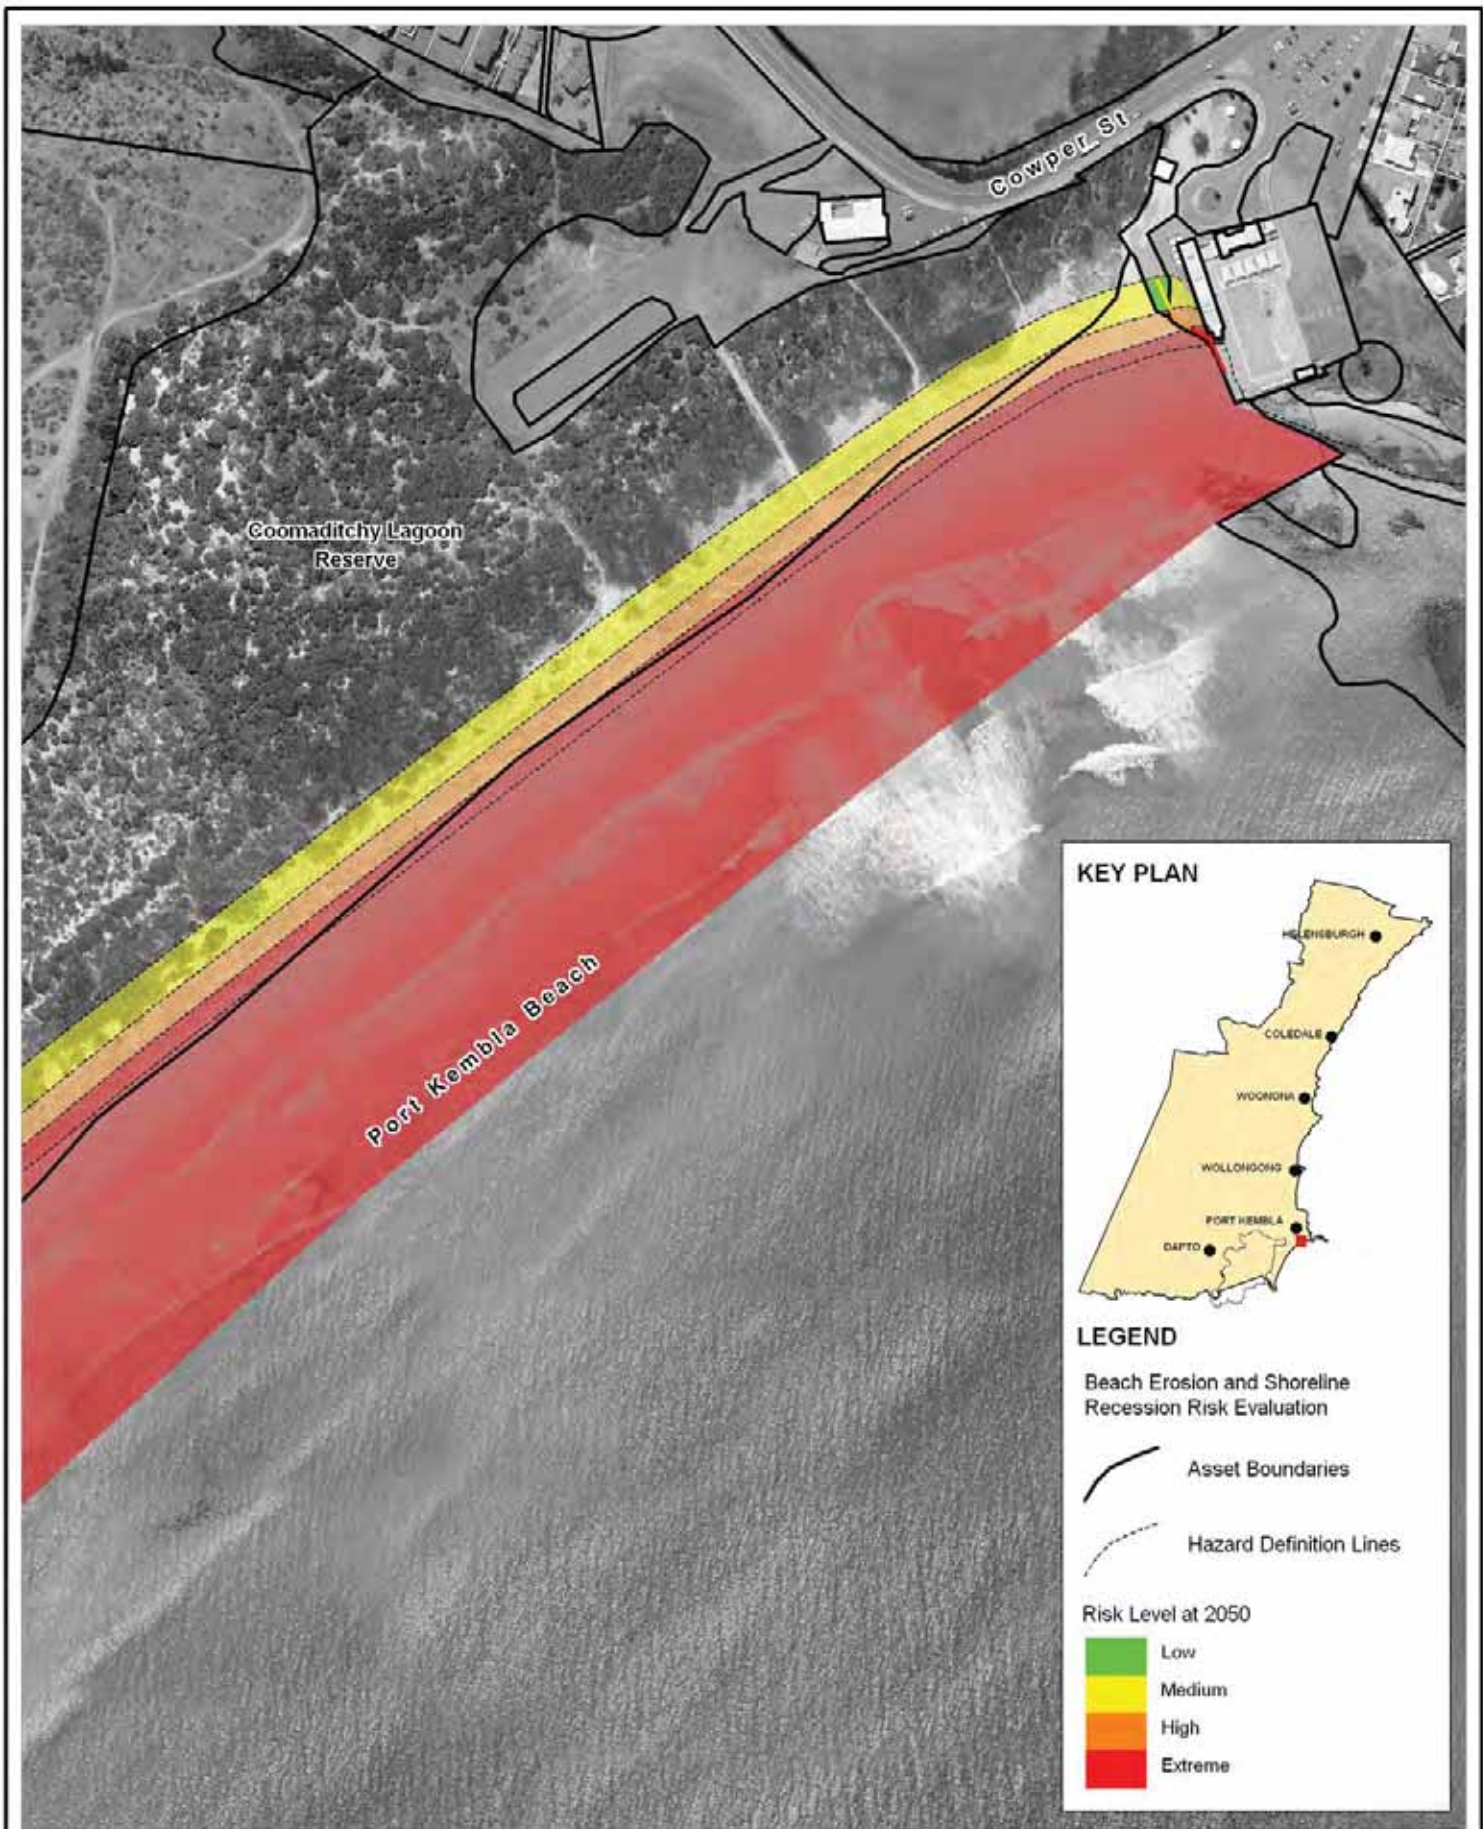 Cowper St
Coomaditchy Lagoon
Reserve
Port Kembla Beach
KEY PLAN
HELENSBURGH
COLEDALE
WOONONA
WOLLONGONG
PORT KEMBLA
DAPTO
LEGEND
Beach Erosion and Shoreline
Recession Risk Evaluation
Asset Boundaries
Hazard Definition Lines
Risk Level at 2050
Low
Medium
High
Extreme